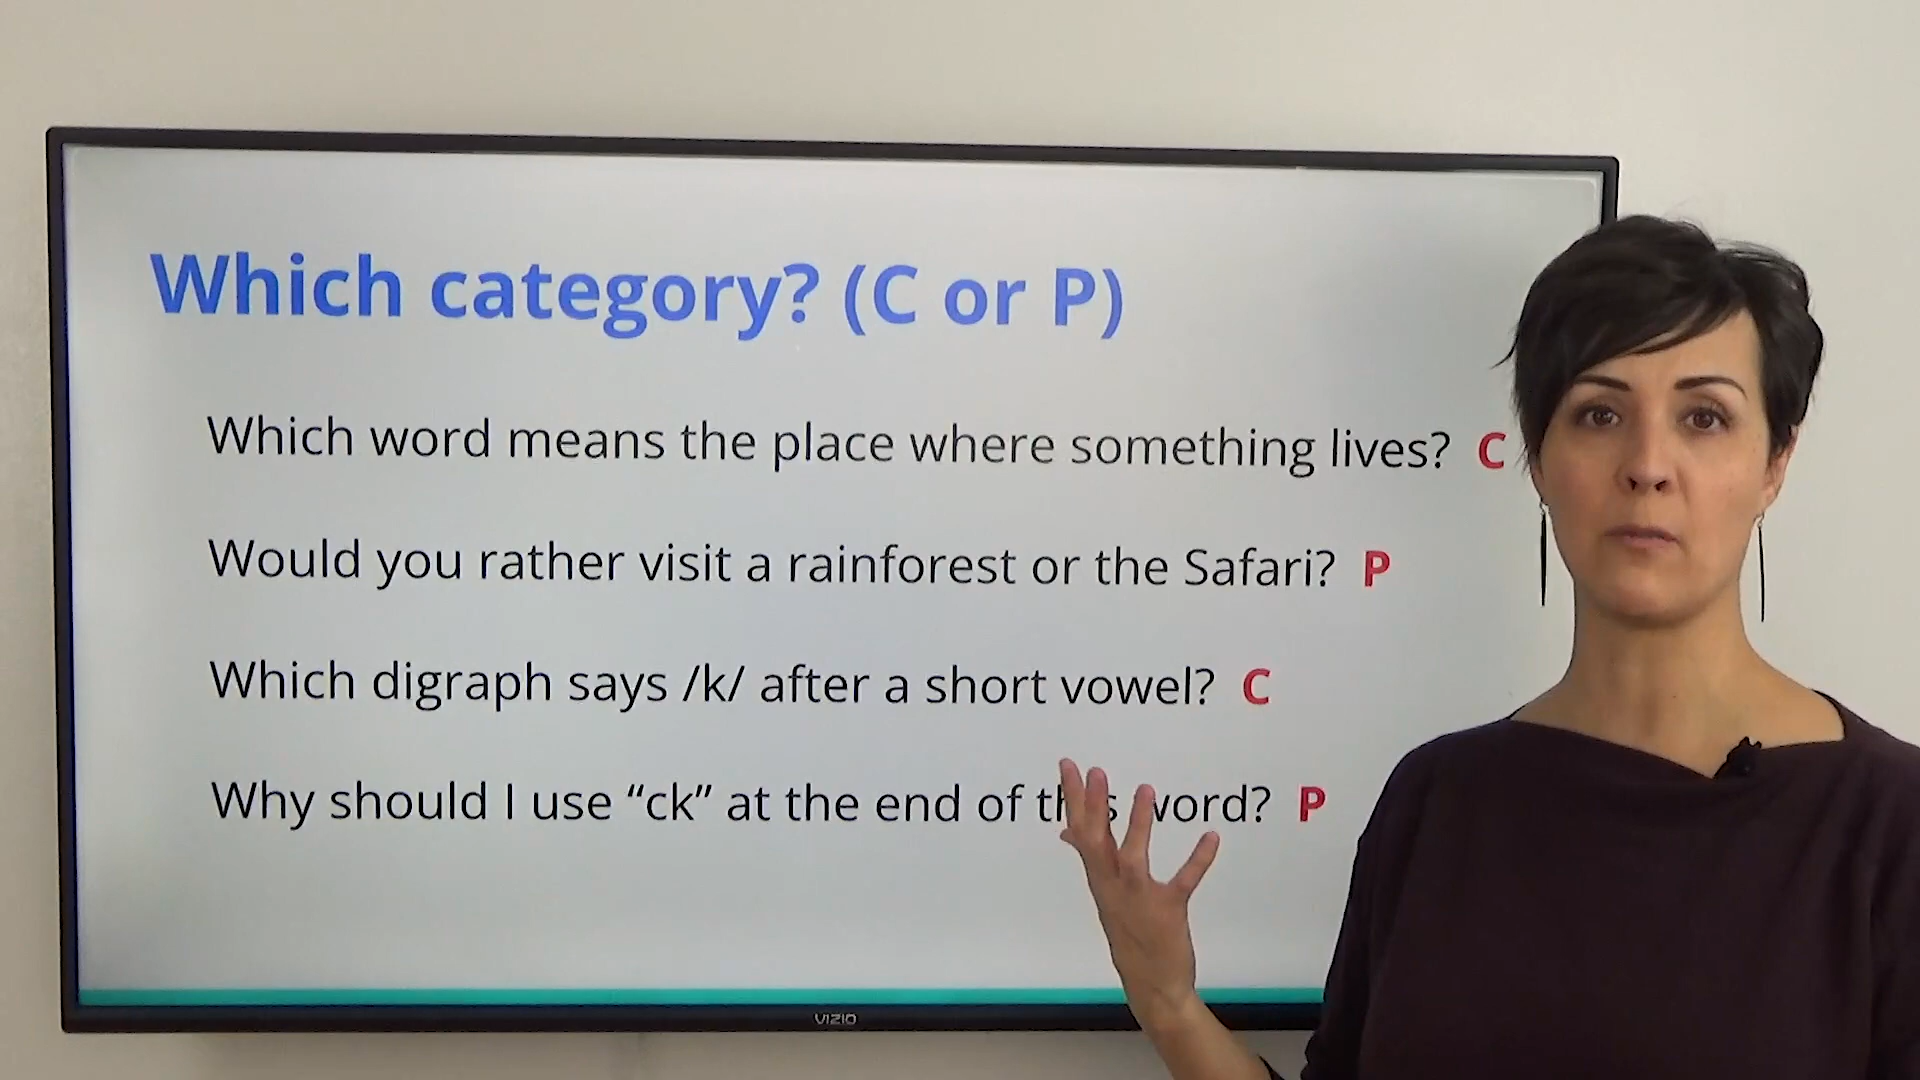 Which category? (C or P)
Which word means the place where something lives? C
Would you rather visit a rainforest or the Safari? P
Which digraph says /k/ after a short vowel? C
Why should I use “ck” at the end of this word? P
VIZIO